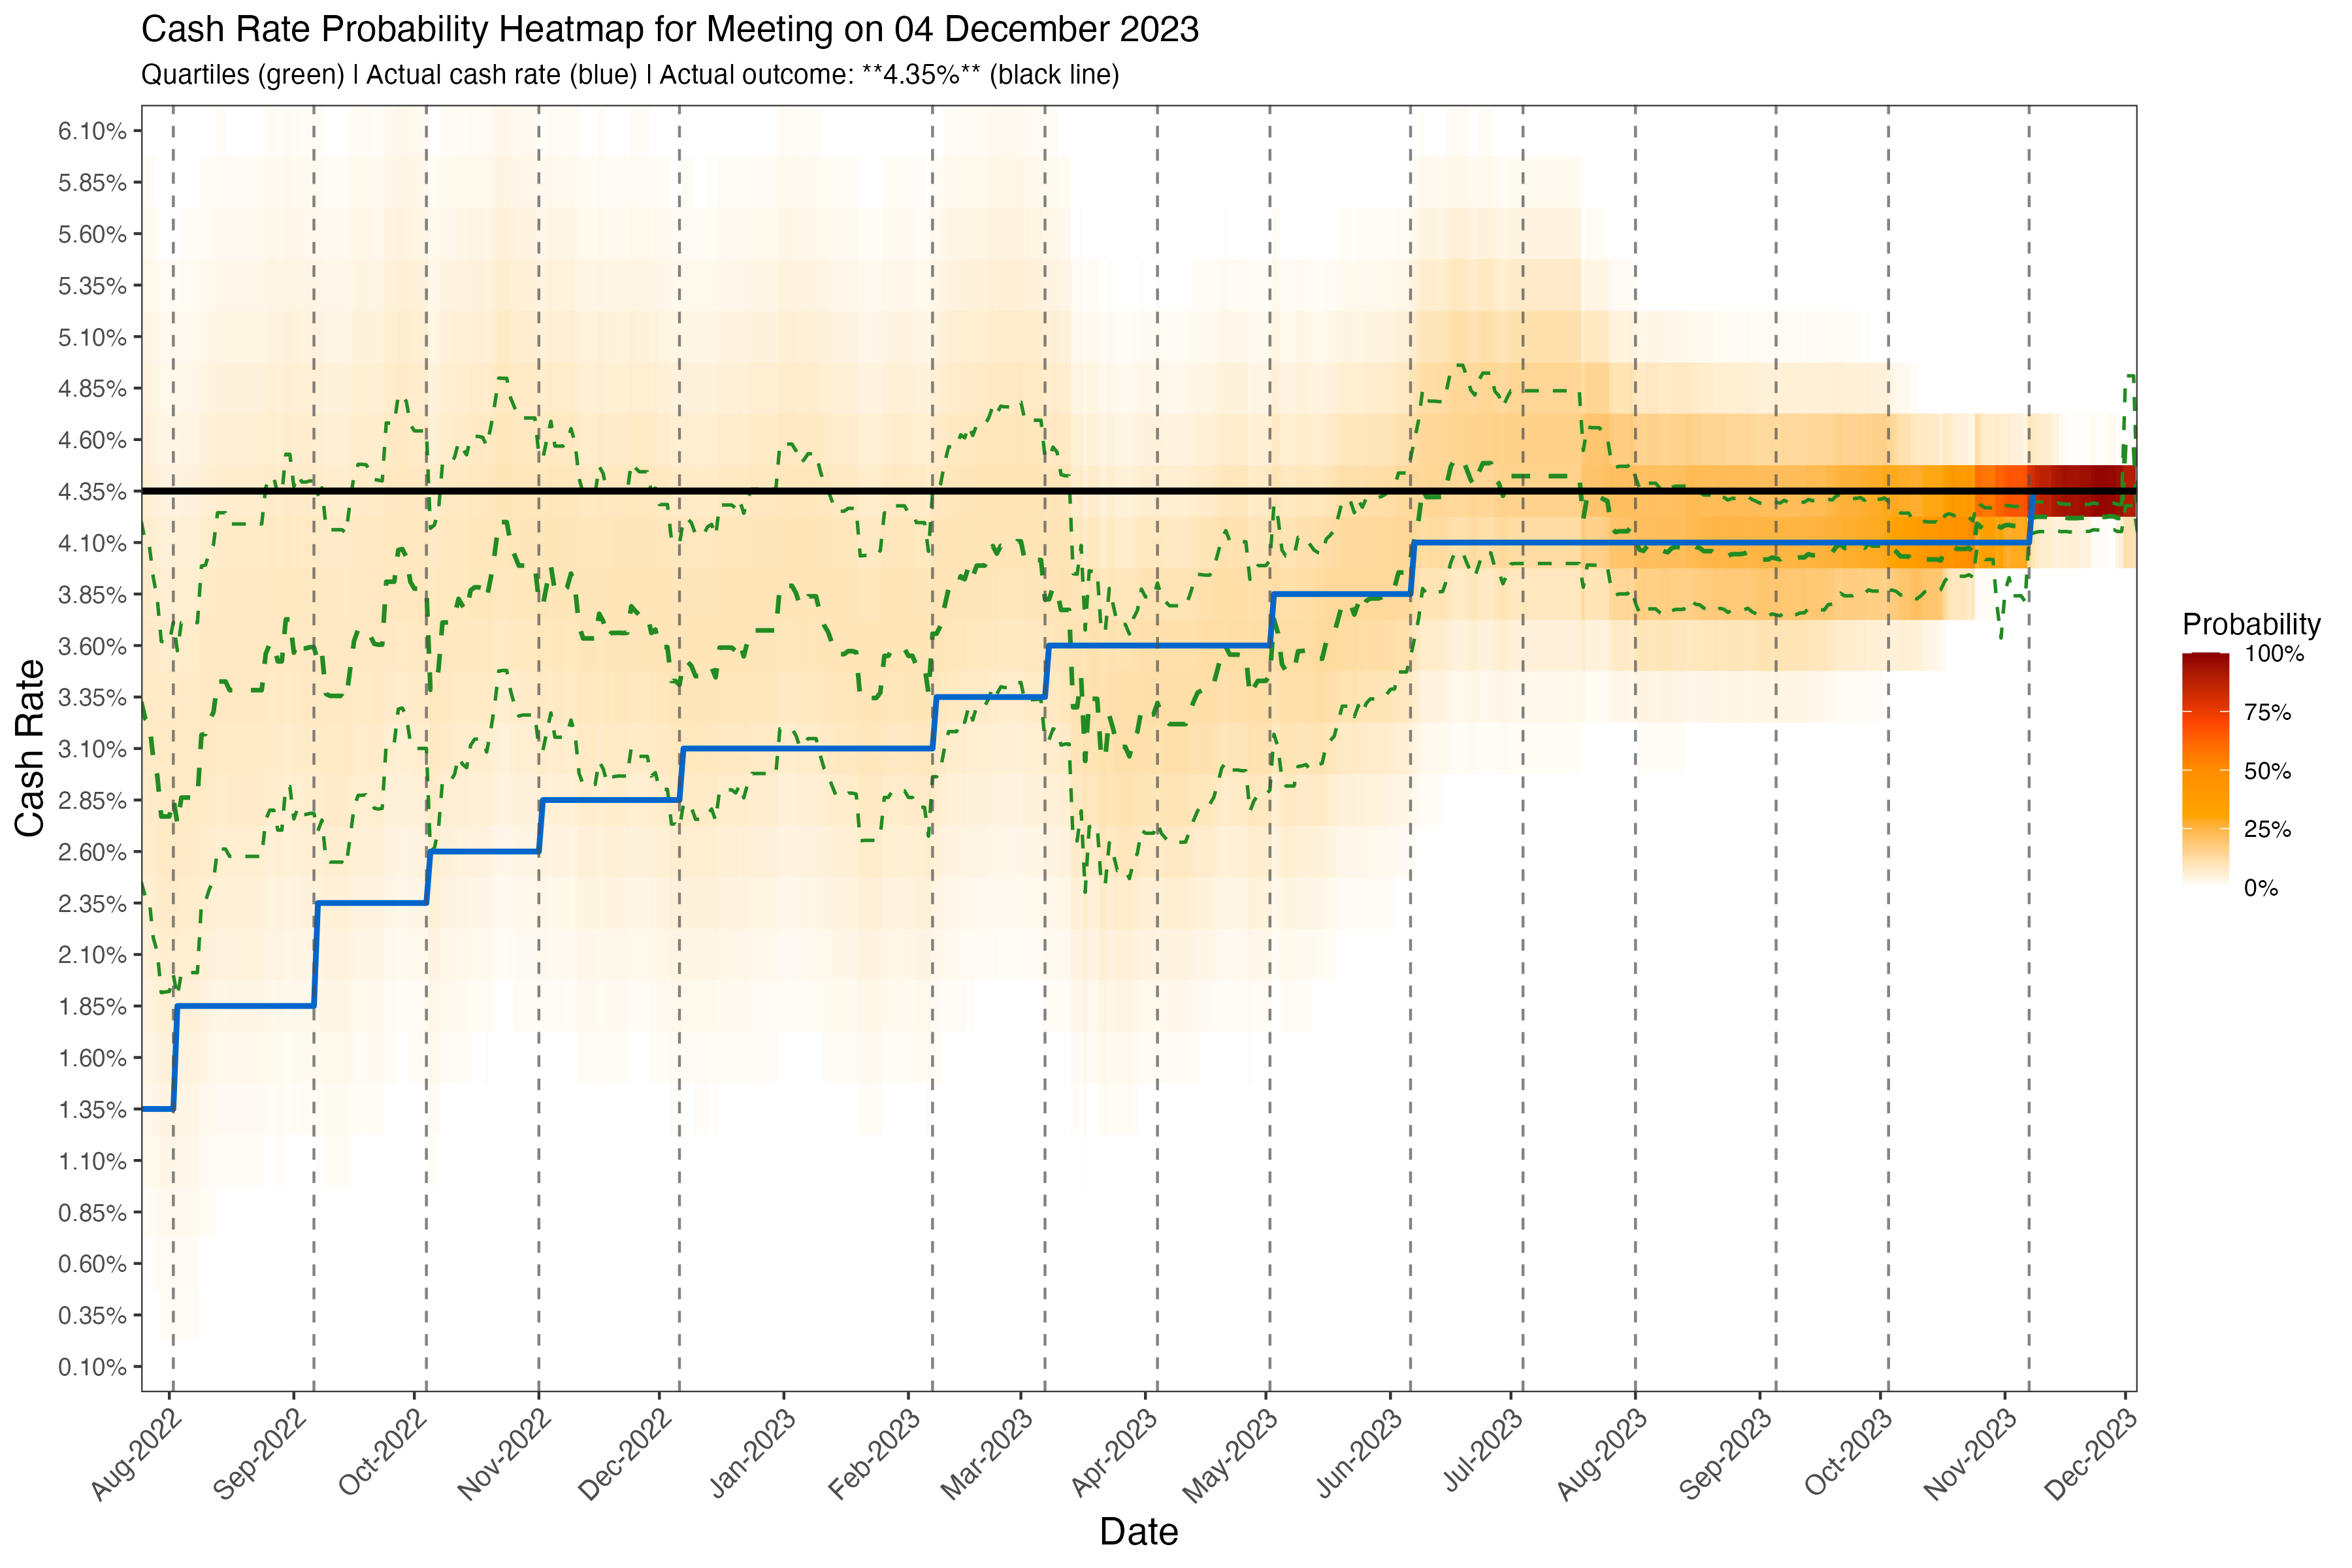 Cash Rate Probability Heatmap for Meeting on 04 December 2023
Quartiles (green) | Actual cash rate (blue) | Actual outcome: **4.35%** (black line)
6.10%
5.85%
5.60%
5.35%
5.10%
4.85%
4.60%
4.35%
4.10%
3.85%
3.60%
3.35%
3.10%
2.85%
2.60%
2.35%
2.10%
1.85%
1.60%
1.35%
1.10%
0.85%
0.60%
0.35%
0.10%
Cash Rate
Aug-2022
Sep-2022
Oct-2022
Nov-2022
Dec-2022
Jan-2023
Feb-2023
Mar-2023
Apr-2023
May-2023
Jun-2023
Jul-2023
Aug-2023
Sep-2023
Oct-2023
Nov-2023
Dec-2023
Date
Probability
100%
75%
50%
25%
0%